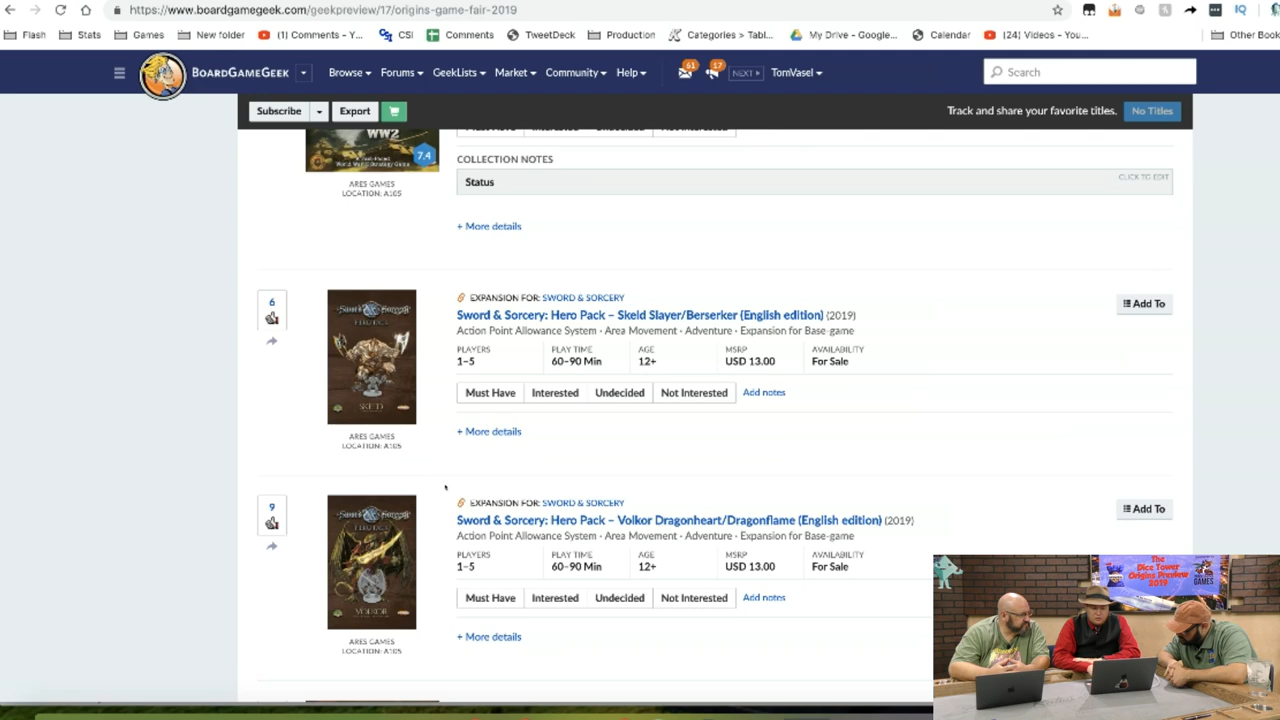 https://www.boardgamegeek.com/geekpreview/17/origins-game-fair-2019
Flash Stats Games New folder (1) Comments - Y... CSI Comments TweetDeck Production Categories > Tabl... My Drive - Google... Calendar (24) Videos - You... Other Book
BOARDGAMEGEEK Browse Forums GeekLists Market Community Help 61 17 NEXT TomVasel Search
Subscribe Export Track and share your favorite titles. No Titles
WW2
7.4
ARES GAMES
LOCATION: A105
COLLECTION NOTES
Status CLICK TO EDIT
+ More details
6
EXPANSION FOR: SWORD & SORCERY
Sword & Sorcery: Hero Pack – Skeld Slayer/Berserker (English edition) (2019)
Add To
Action Point Allowance System · Area Movement · Adventure · Expansion for Base-game
PLAYERS PLAY TIME AGE MSRP AVAILABILITY
1–5 60–90 Min 12+ USD 13.00 For Sale
Must Have Interested Undecided Not Interested Add notes
+ More details
SKELD
ARES GAMES
LOCATION: A105
9
EXPANSION FOR: SWORD & SORCERY
Sword & Sorcery: Hero Pack – Volkor Dragonheart/Dragonflame (English edition) (2019)
Add To
Action Point Allowance System · Area Movement · Adventure · Expansion for Base-game
PLAYERS PLAY TIME AGE MSRP AVAILABILITY
1–5 60–90 Min 12+ USD 13.00 For Sale
Must Have Interested Undecided Not Interested Add notes
+ More details
VOLKOR
ARES GAMES
LOCATION: A105
The
Dice Tower
Origins Preview
2019
GAMES